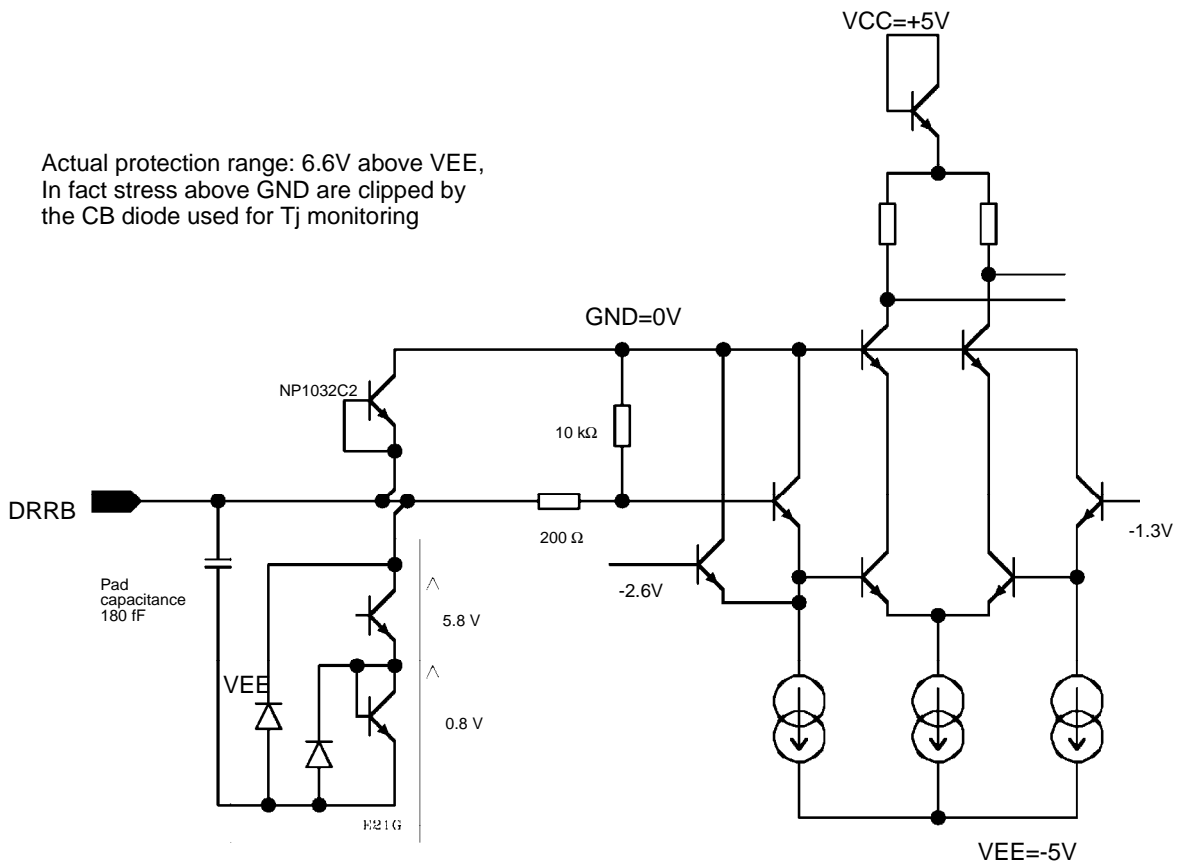 VCC=+5V
Actual protection range: 6.6V above VEE,
In fact stress above GND are clipped by
the CB diode used for Tj monitoring
GND=0V
NP1032C2
10 kΩ
DRRB
200 Ω
-1.3V
Pad
capacitance
180 fF
-2.6V
5.8 V
VEE
0.8 V
E21G
VEE=-5V